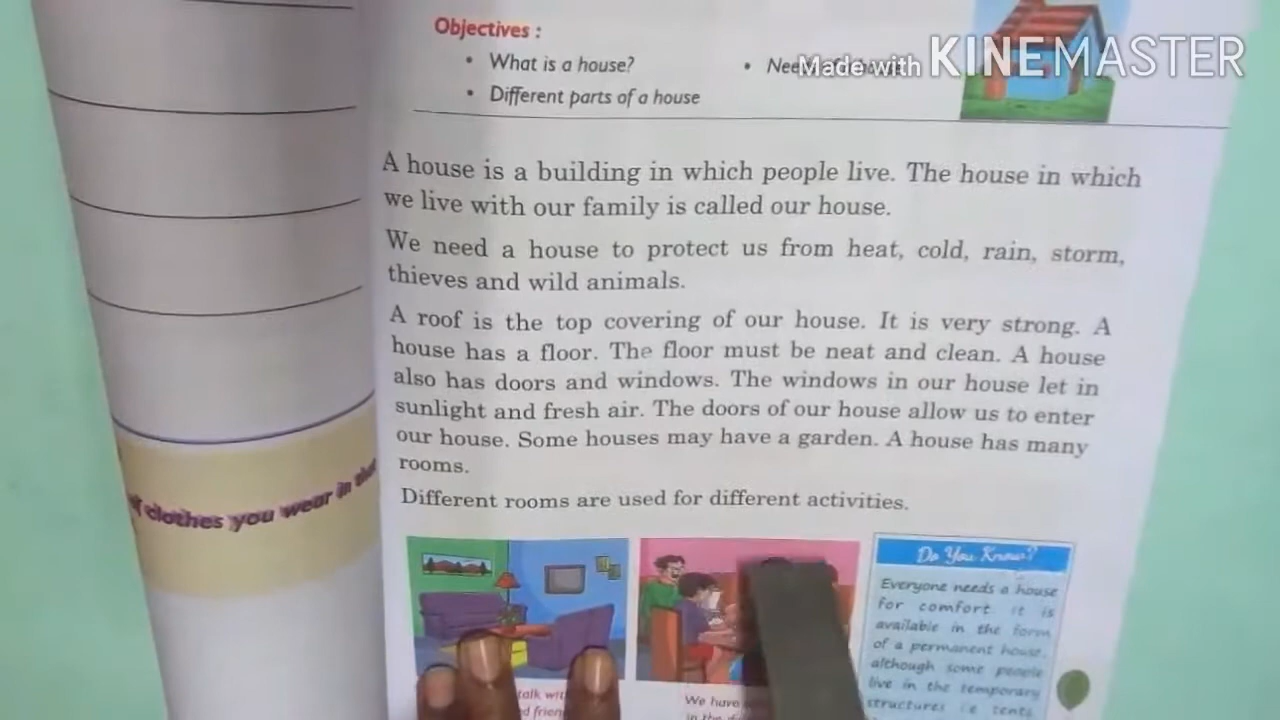 Objectives :
• What is a house?
•
Made with KINEMASTER
• Different parts of a house
A house is a building in which people live. The house in which
we live with our family is called our house.
We need a house to protect us from heat, cold, rain, storm,
thieves and wild animals.
A roof is the top covering of our house. It is very strong. A
house has a floor. The floor must be neat and clean. A house
also has doors and windows. The windows in our house let in
sunlight and fresh air. The doors of our house allow us to enter
our house. Some houses may have a garden. A house has many
rooms.
of clothes you wear in
Different rooms are used for different activities.
Do You Know?
Everyone needs a house
for comfort it is
available in the form
of a permanent house,
although some people
live in the temporary
structures i.e tents
talk
We have
in the